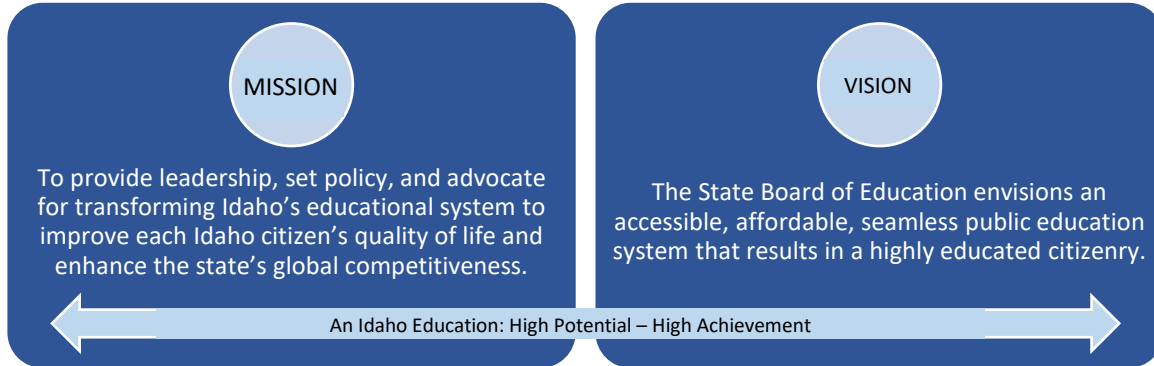 MISSION
To provide leadership, set policy, and advocate
for transforming Idaho’s educational system to
improve each Idaho citizen’s quality of life and
enhance the state’s global competitiveness.
VISION
The State Board of Education envisions an
accessible, affordable, seamless public education
system that results in a highly educated citizenry.
An Idaho Education: High Potential – High Achievement